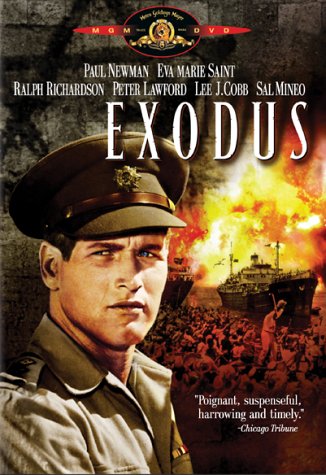 MGM DVD
PAUL NEWMAN EVA MARIE SAINT
RALPH RICHARDSON PETER LAWFORD LEE J. COBB SAL MINEO
EXODUS
"Poignant, suspenseful,
harrowing and timely."
-Chicago Tribune